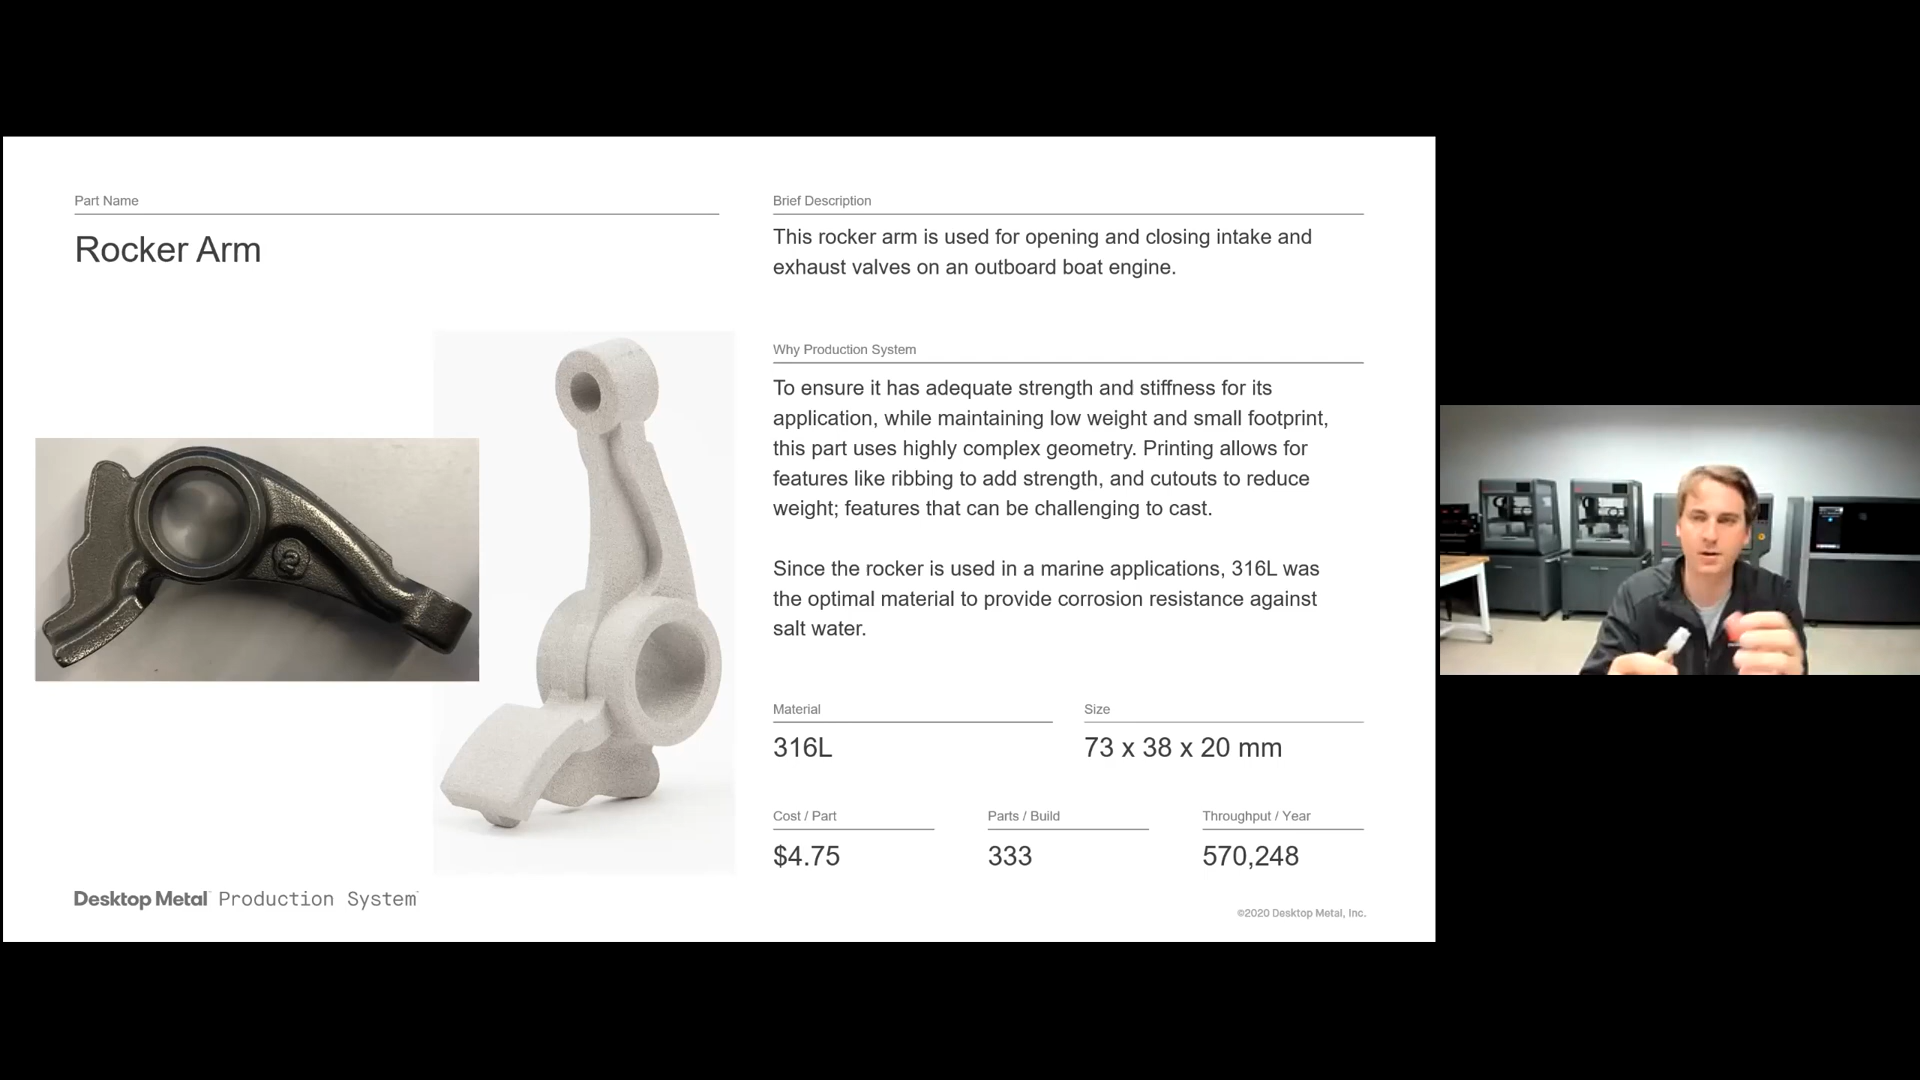 Part Name
Rocker Arm
Brief Description
This rocker arm is used for opening and closing intake and
exhaust valves on an outboard boat engine.
Why Production System
To ensure it has adequate strength and stiffness for its
application, while maintaining low weight and small footprint,
this part uses highly complex geometry. Printing allows for
features like ribbing to add strength, and cutouts to reduce
weight; features that can be challenging to cast.
Since the rocker is used in a marine applications, 316L was
the optimal material to provide corrosion resistance against
salt water.
Material
316L
Size
73 x 38 x 20 mm
Cost / Part
$4.75
Parts / Build
333
Throughput / Year
570,248
Desktop Metal Production System
©2020 Desktop Metal, Inc.